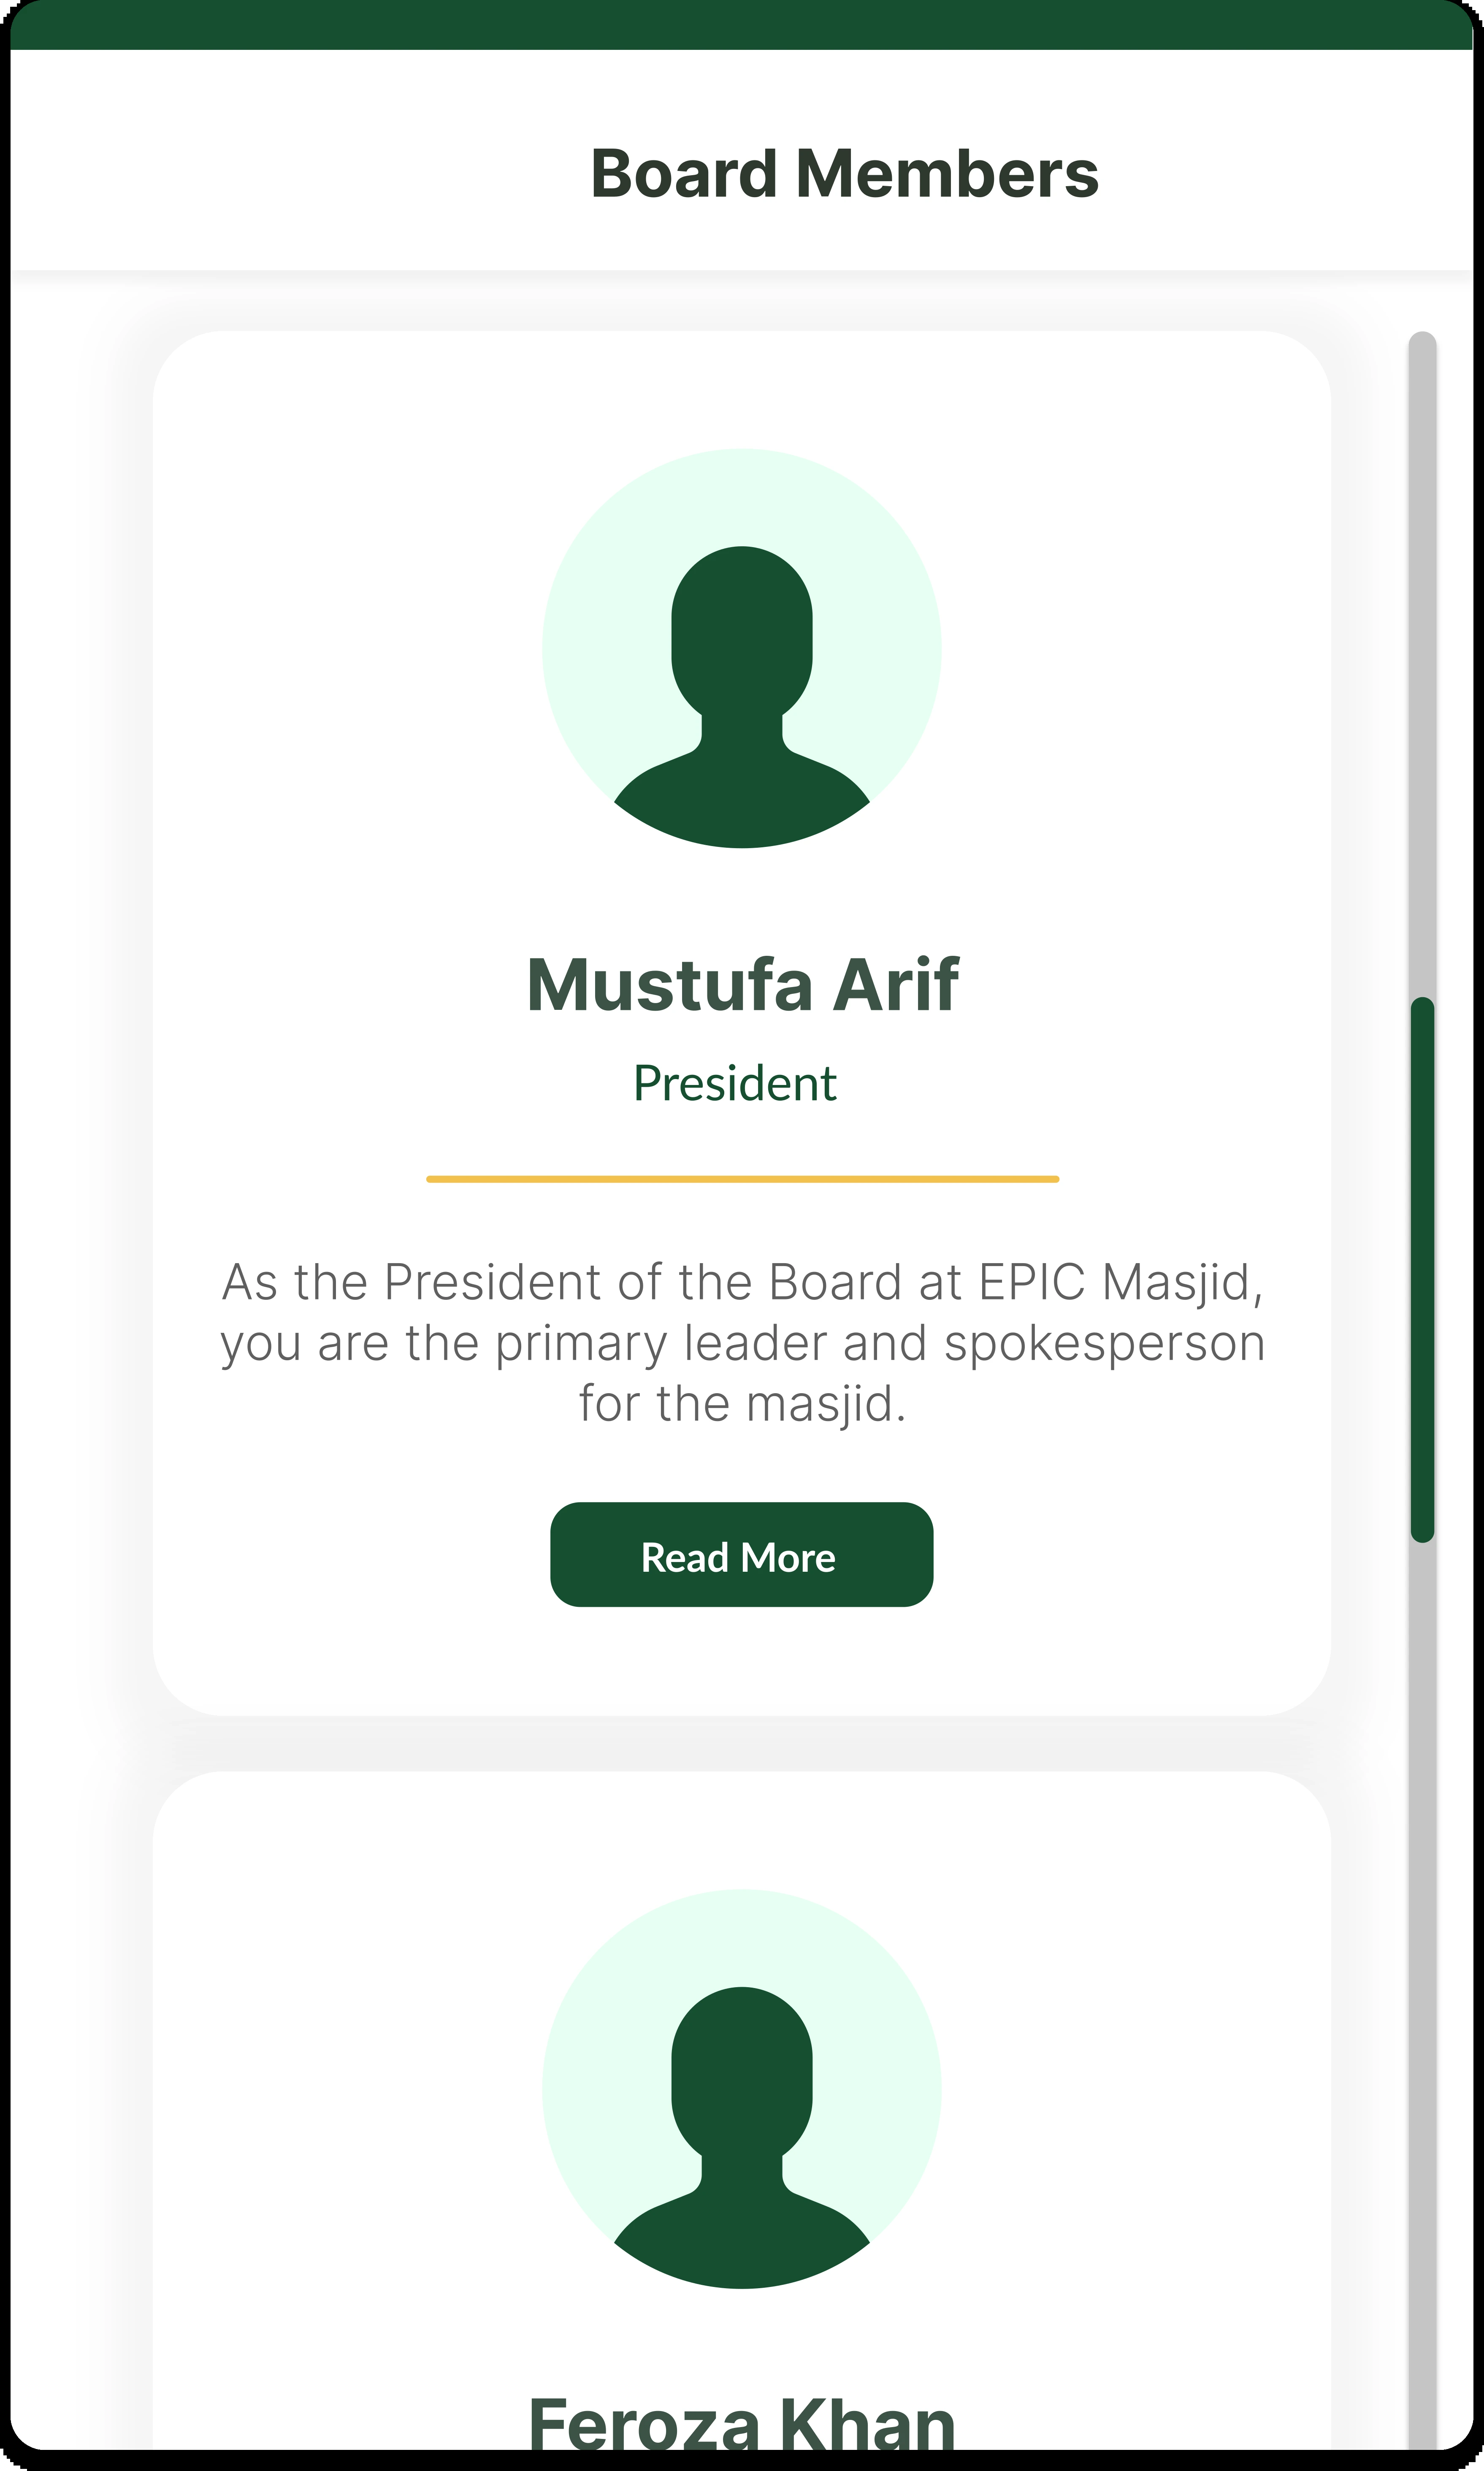 Board Members
Mustufa Arif
President
As the President of the Board at EPIC Masjid,
you are the primary leader and spokesperson
for the masjid.
Read More
Feroza Khan